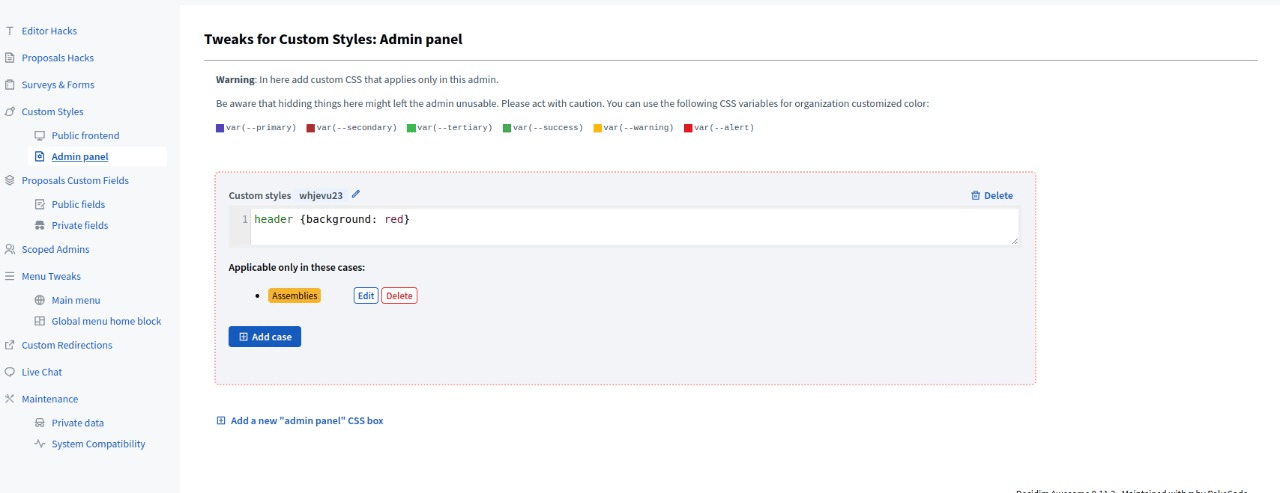 Editor Hacks
Proposals Hacks
Surveys & Forms
Custom Styles
Public frontend
Admin panel
Proposals Custom Fields
Public fields
Private fields
Scoped Admins
Menu Tweaks
Main menu
Global menu home block
Custom Redirections
Live Chat
Maintenance
Private data
System Compatibility
Tweaks for Custom Styles: Admin panel
Warning: In here add custom CSS that applies only in this admin.
Be aware that hidding things here might left the admin unusable. Please act with caution. You can use the following CSS variables for organization customized color:
var(--primary) var(--secondary) var(--tertiary) var(--success) var(--warning) var(--alert)
Custom styles whjevu23 Delete
1 header {background: red}
Applicable only in these cases:
Assemblies Edit Delete
Add case
Add a new "admin panel" CSS box